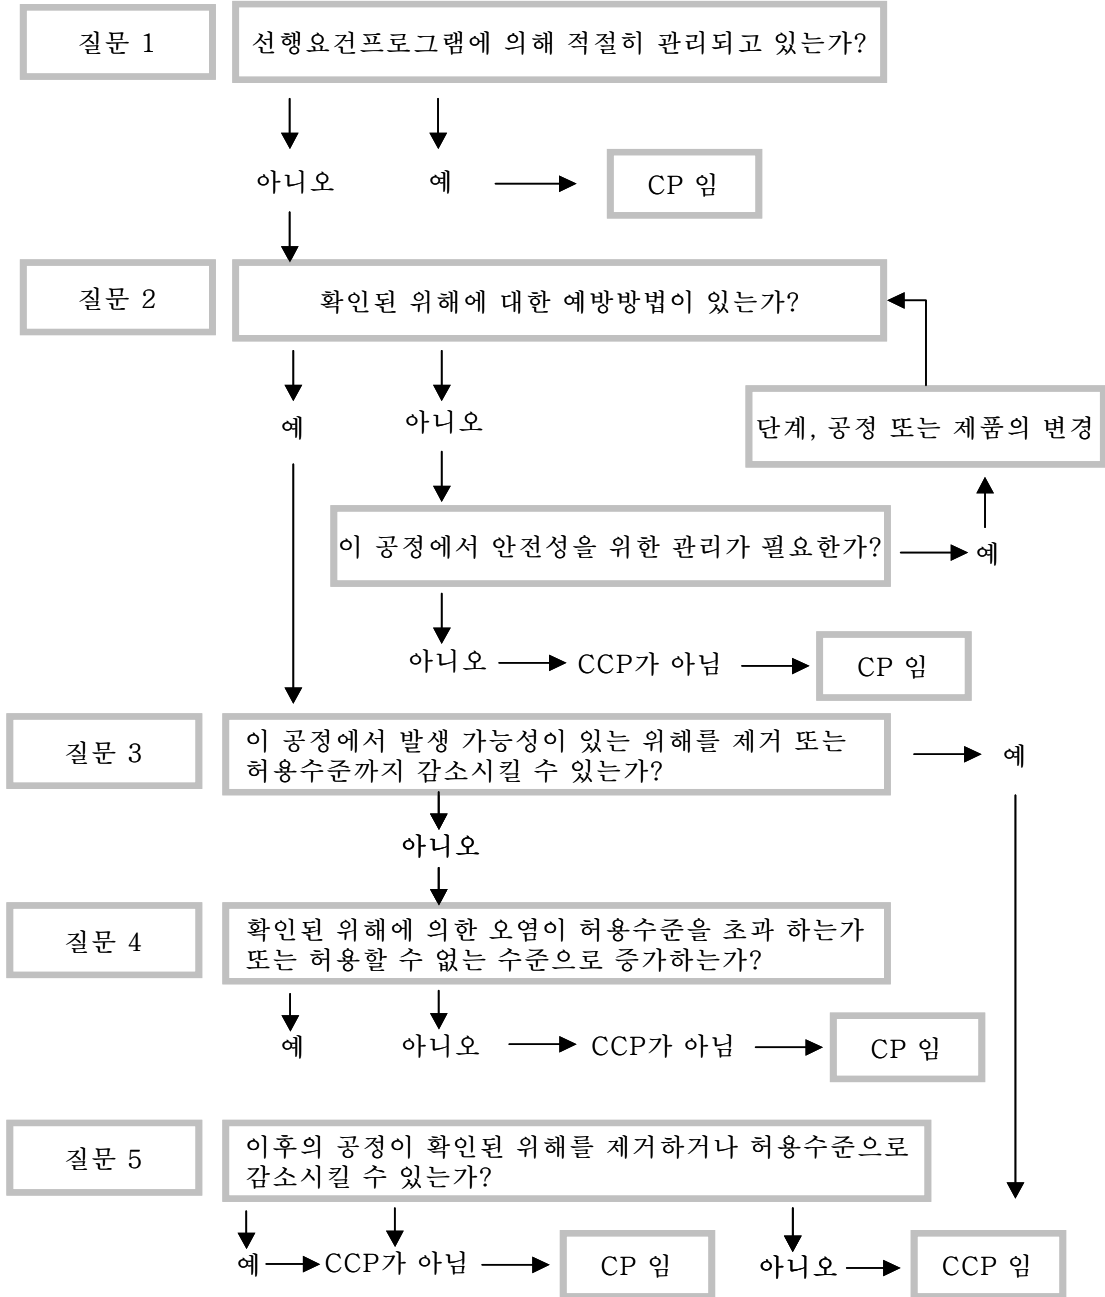 질문 1
선행요건프로그램에 의해 적절히 관리되고 있는가?
아니오
예
CP 임
질문 2
확인된 위해에 대한 예방방법이 있는가?
예
아니오
단계, 공정 또는 제품의 변경
이 공정에서 안전성을 위한 관리가 필요한가?
예
아니오
CCP가 아님
CP 임
질문 3
이 공정에서 발생 가능성이 있는 위해를 제거 또는
허용수준까지 감소시킬 수 있는가?
예
아니오
질문 4
확인된 위해에 의한 오염이 허용수준을 초과 하는가
또는 허용할 수 없는 수준으로 증가하는가?
예
아니오
CCP가 아님
CP 임
질문 5
이후의 공정이 확인된 위해를 제거하거나 허용수준으로
감소시킬 수 있는가?
예
CCP가 아님
CP 임
아니오
CCP 임